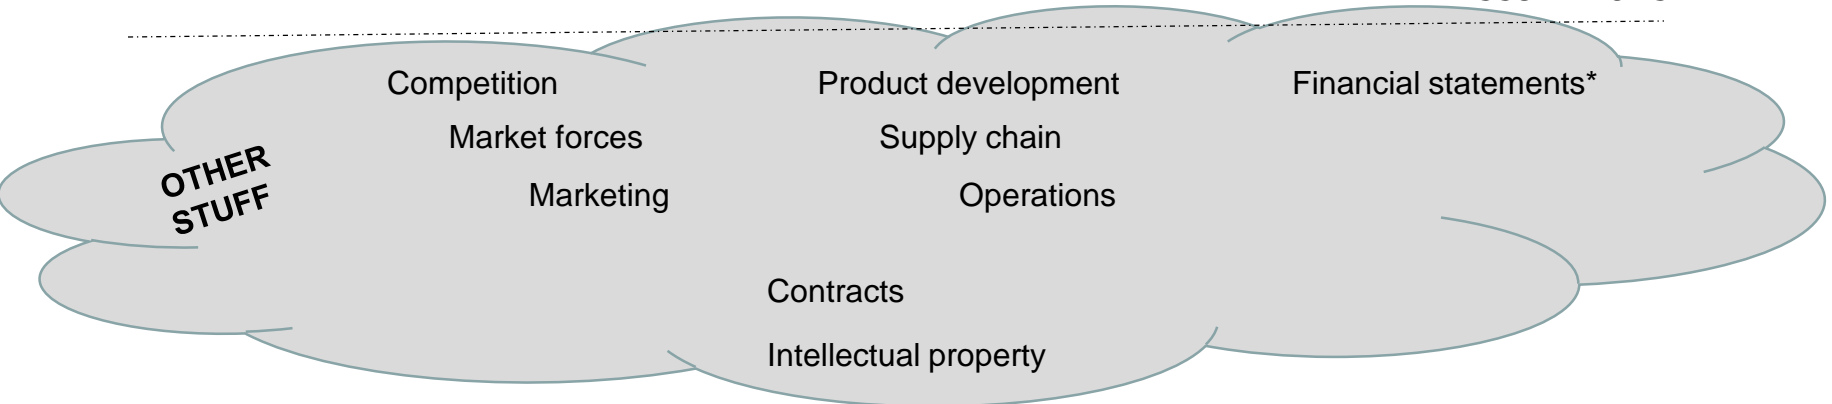 Competition
Product development
Financial statements*
Market forces
Supply chain
OTHER
STUFF
Marketing
Operations
Contracts
Intellectual property